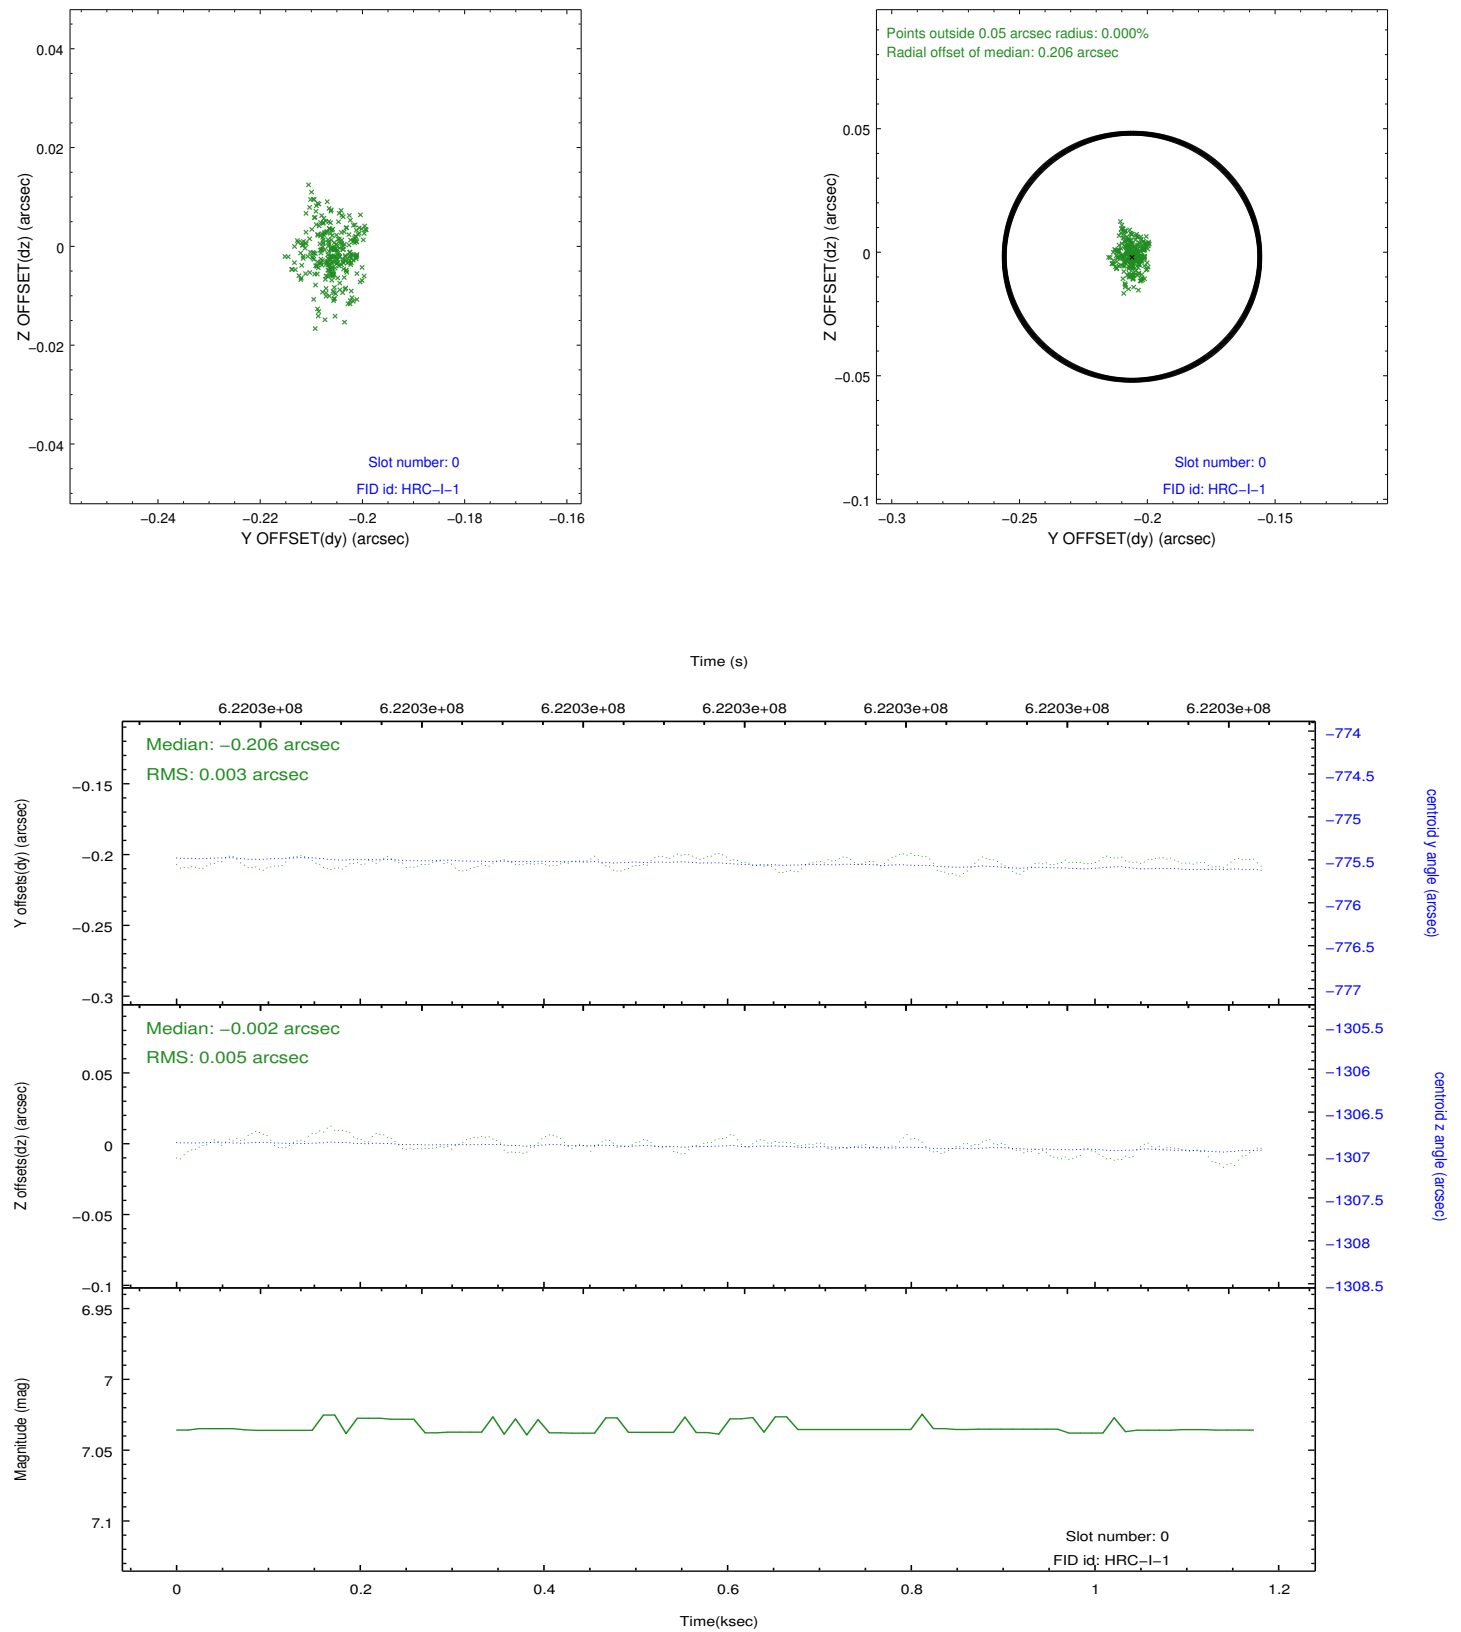 0.04
0.02
0
−0.02
−0.04
Z OFFSET(dz) (arcsec)
Slot number: 0
FID id: HRC−I−1
−0.24 −0.22 −0.2 −0.18 −0.16
Y OFFSET(dy) (arcsec)
Points outside 0.05 arcsec radius: 0.000%
Radial offset of median: 0.206 arcsec
0.05
0
−0.05
−0.1
Z OFFSET(dz) (arcsec)
Slot number: 0
FID id: HRC−I−1
−0.3 −0.25 −0.2 −0.15
Y OFFSET(dy) (arcsec)
Time (s)
6.2203e+08 6.2203e+08 6.2203e+08 6.2203e+08 6.2203e+08 6.2203e+08 6.2203e+08
Median: −0.206 arcsec
RMS: 0.003 arcsec
−0.15
−0.2
−0.25
−0.3
Y offsets(dy) (arcsec)
−774
−774.5
−775
−775.5
−776
−776.5
−777
centroid y angle (arcsec)
Median: −0.002 arcsec
RMS: 0.005 arcsec
0.05
0
−0.05
−0.1
Z offsets(dz) (arcsec)
−1305.5
−1306
−1306.5
−1307
−1307.5
−1308
−1308.5
centroid z angle (arcsec)
6.95
7
7.05
7.1
Magnitude (mag)
Slot number: 0
FID id: HRC−I−1
0 0.2 0.4 0.6 0.8 1 1.2
Time(ksec)